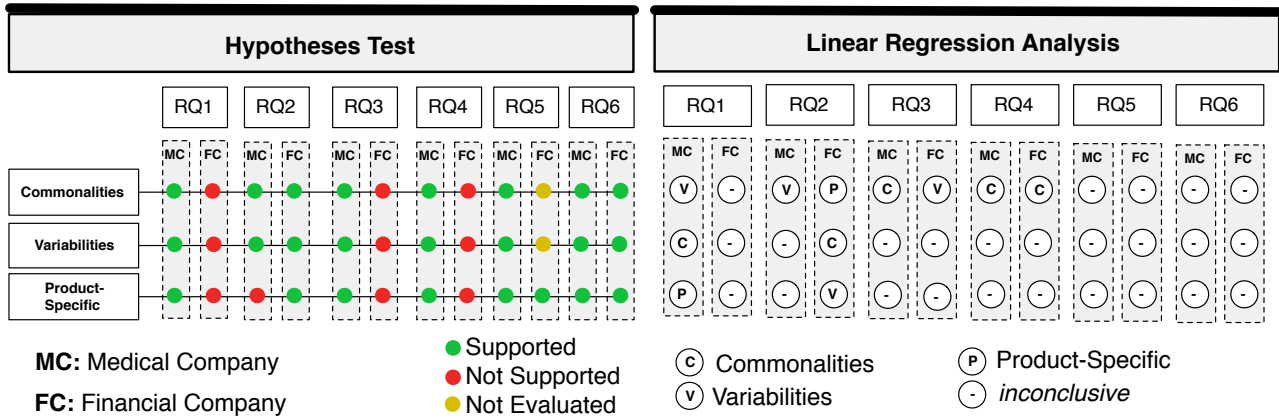 Hypotheses Test
Linear Regression Analysis
RQ1 RQ2 RQ3 RQ4 RQ5 RQ6
RQ1 RQ2 RQ3 RQ4 RQ5 RQ6
MC FC MC FC MC FC MC FC MC FC MC FC
MC FC MC FC MC FC MC FC MC FC MC FC
Commonalities
V - V P C V C C - - - -
Variabilities
C - - C - - - - - - - -
Product-
Specific
P - - V - - - - - - - -
MC: Medical Company
FC: Financial Company
Supported
Not Supported
Not Evaluated
C Commonalities
V Variabilities
P Product-Specific
- inconclusive